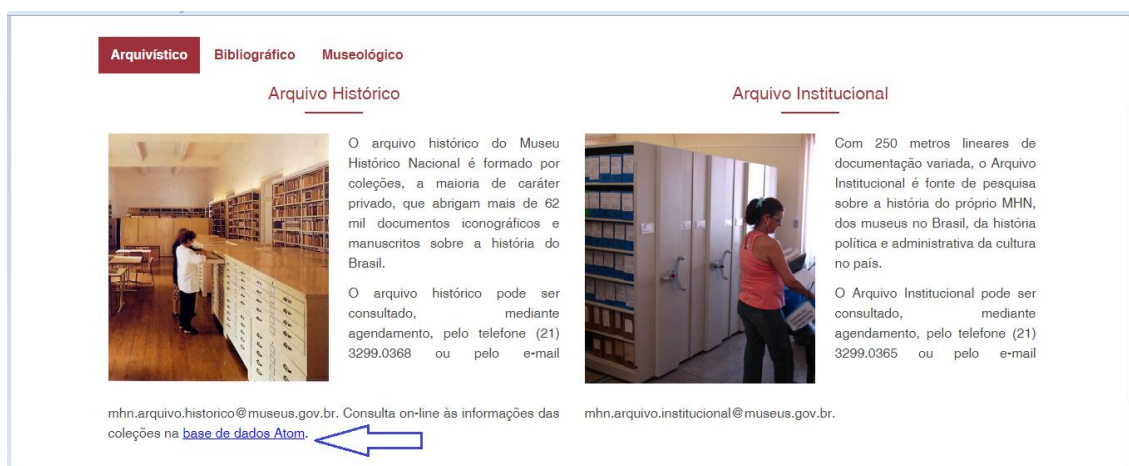 Arquivístico Bibliográfico Museológico
Arquivo Histórico
O arquivo histórico do Museu
Histórico Nacional é formado por
coleções, a maioria de caráter
privado, que abrigam mais de 62
mil documentos iconográficos e
manuscritos sobre a história do
Brasil.
O arquivo histórico pode ser
consultado, mediante
agendamento, pelo telefone (21)
3299.0368 ou pelo e-mail
mhn.arquivo.historico@museus.gov.br. Consulta on-line às informações das
coleções na base de dados Atom.
Arquivo Institucional
Com 250 metros lineares de
documentação variada, o Arquivo
Institucional é fonte de pesquisa
sobre a história do próprio MHN,
dos museus no Brasil, da história
política e administrativa da cultura
no país.
O Arquivo Institucional pode ser
consultado, mediante
agendamento, pelo telefone (21)
3299.0365 ou pelo e-mail
mhn.arquivo.institucional@museus.gov.br.